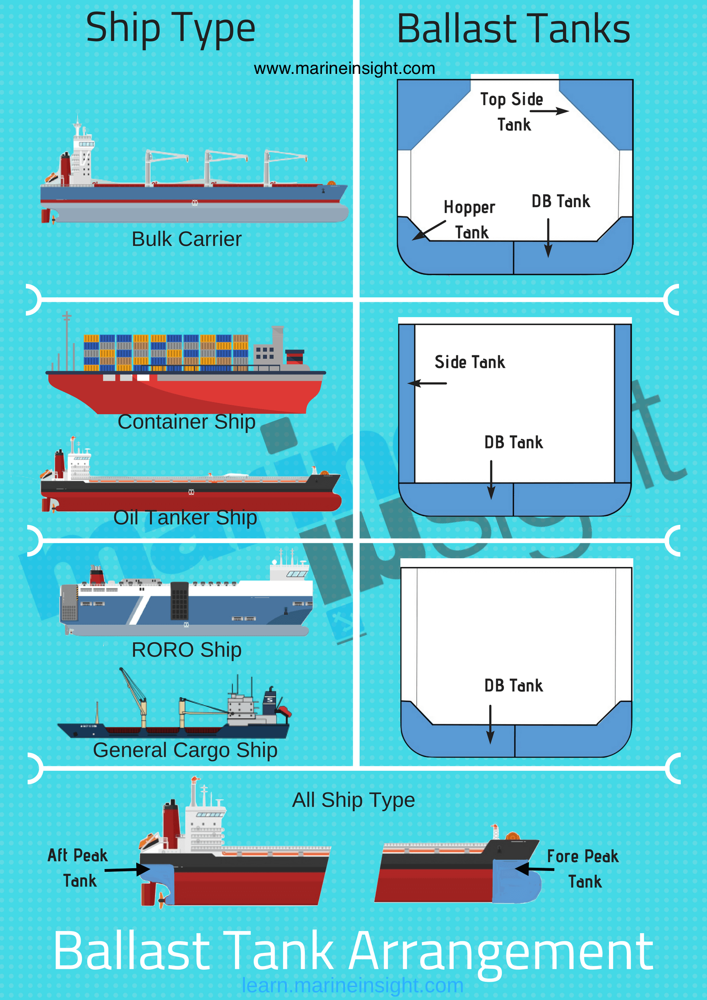 Ship Type
Ballast Tanks
www.marineinsight.com
Top Side
Tank
Hopper
Tank
DB Tank
Bulk Carrier
Side Tank
DB Tank
Container Ship
Oil Tanker Ship
marine
insight
RORO Ship
DB Tank
General Cargo Ship
All Ship Type
Aft Peak
Tank
Fore Peak
Tank
Ballast Tank Arrangement
learn.marineinsight.com